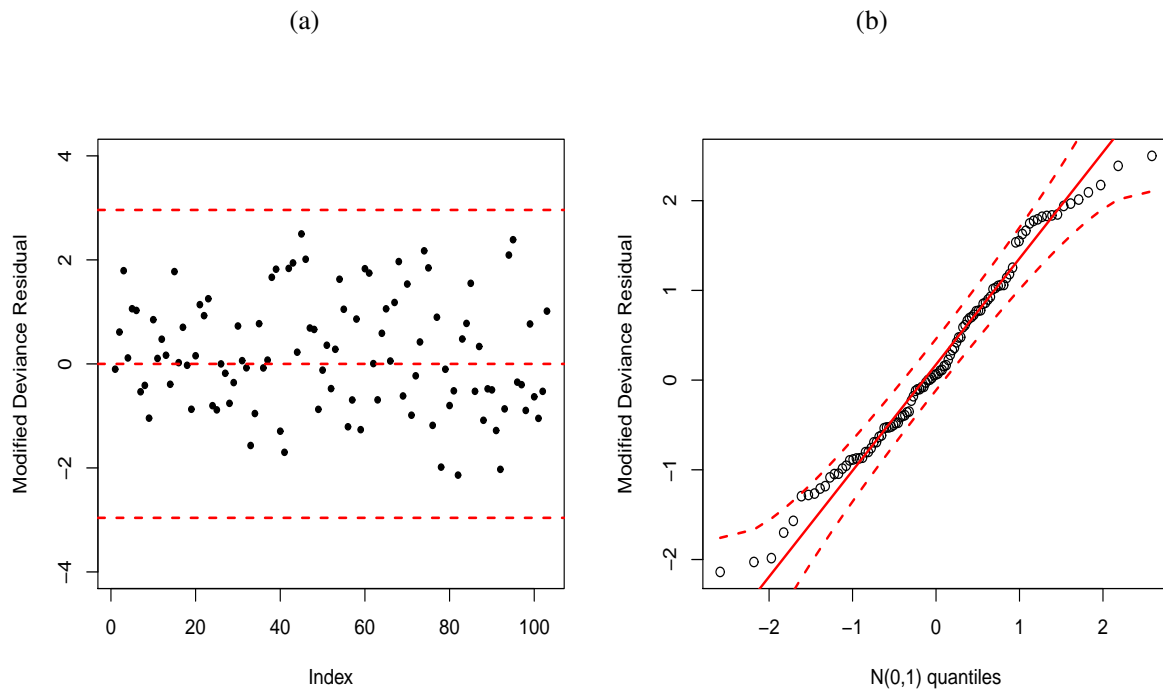 (a)
(b)
Modified Deviance Residual
4
2
0
−2
−4
0 20 40 60 80 100
Index
Modified Deviance Residual
2
1
0
−1
−2
−2 −1 0 1 2
N(0,1) quantiles